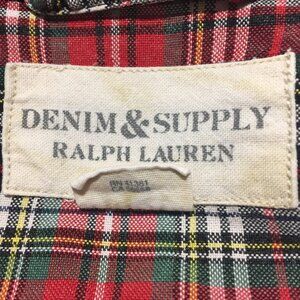 DENIM & SUPPLY
RALPH LAUREN